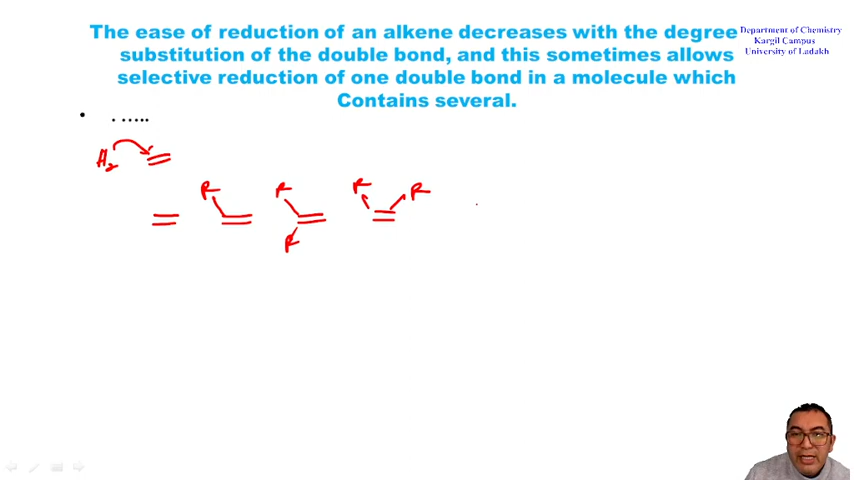 The ease of reduction of an alkene decreases with the degree
substitution of the double bond, and this sometimes allows
selective reduction of one double bond in a molecule which
Contains several.
Department of Chemistry
Kargil Campus
University of Ladakh
• . …..
H₂
R R R R
R